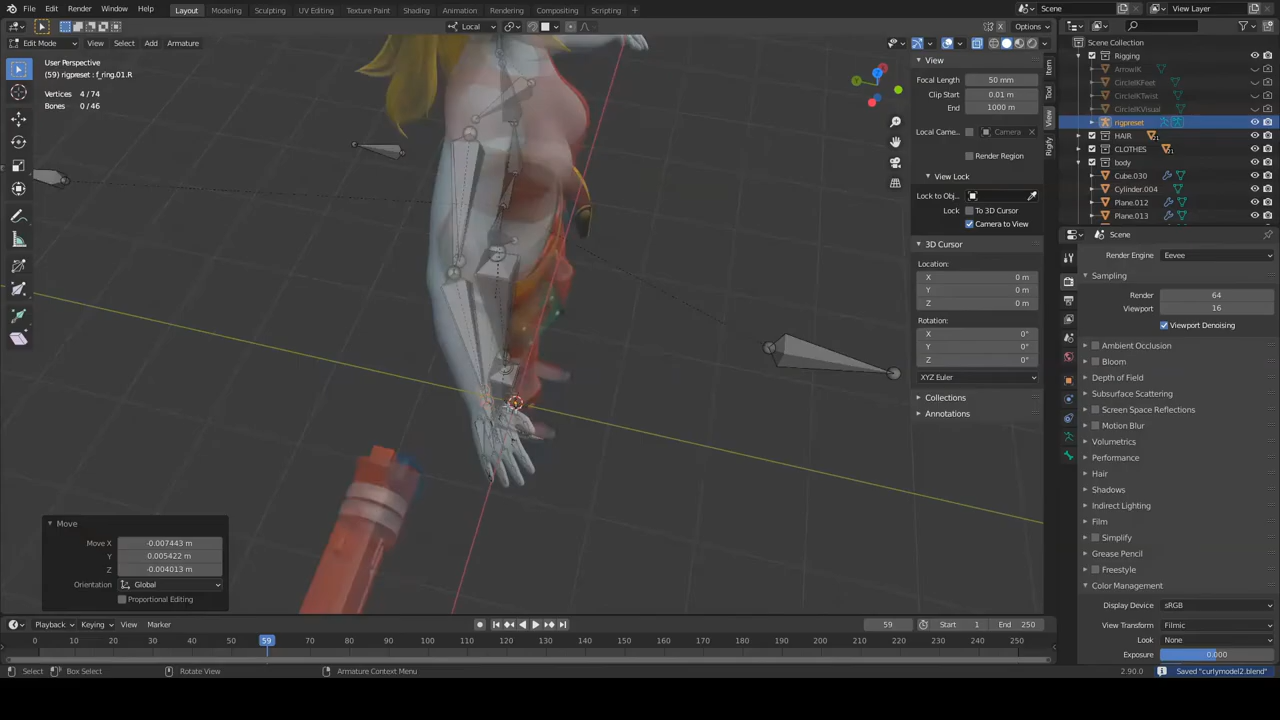 File Edit Render Window Help Layout Modeling Sculpting UV Editing Texture Paint Shading Animation Rendering Compositing Scripting + Scene View Layer
Local Options
Edit Mode View Select Add Armature
User Perspective
(59) rigpreset : f_ring.01.R
Vertices 4 / 74
Bones 0 / 46
View
Focal Length 50 mm
Clip Start 0.01 m
End 1000 m
Local Came... Camera
Render Region
View Lock
Lock to Obj...
Lock To 3D Cursor
Camera to View
3D Cursor
Location:
X 0 m
Y 0 m
Z 0 m
Rotation:
X 0°
Y 0°
Z 0°
XYZ Euler
Collections
Annotations
Item
Tool
View
Rigify
Scene Collection
Rigging
ArrowIK
CircleIKFeet
CircleIKTwist
CircleIKVisual
rigpreset
HAIR
CLOTHES
body
Cube.030
Cylinder.004
Plane.012
Plane.013
Scene
Render Engine Eevee
Sampling
Render 64
Viewport 16
Viewport Denoising
Ambient Occlusion
Bloom
Depth of Field
Subsurface Scattering
Screen Space Reflections
Motion Blur
Volumetrics
Performance
Hair
Shadows
Indirect Lighting
Film
Simplify
Grease Pencil
Freestyle
Color Management
Display Device sRGB
View Transform Filmic
Look None
Exposure 0.000
Move
Move X -0.007443 m
Y 0.005422 m
Z -0.004013 m
Orientation Global
Proportional Editing
Playback Keying View Marker 59 Start 1 End 250
0 10 20 30 40 50 59 70 80 90 100 110 120 130 140 150 160 170 180 190 200 210 220 230 240 250
Select Box Select Rotate View Armature Context Menu 2.90.0 Saved "curlymodel2.blend"